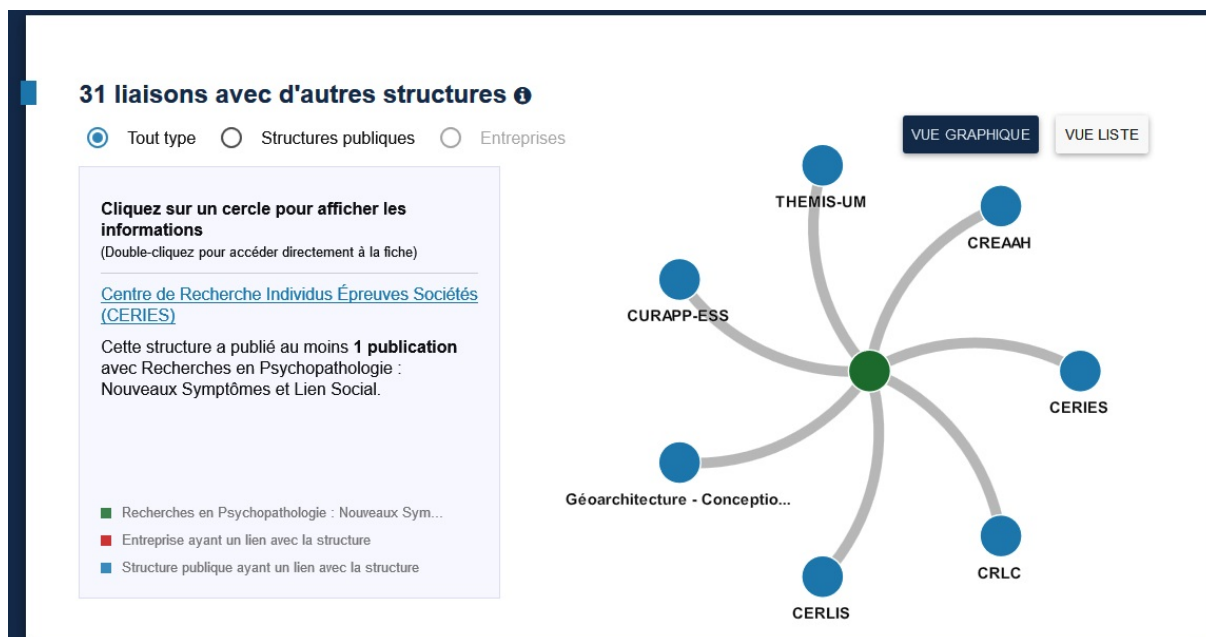 31 liaisons avec d'autres structures
Tout type
Structures publiques
Entreprises
VUE GRAPHIQUE
VUE LISTE
Cliquez sur un cercle pour afficher les
informations
(Double-cliquez pour accéder directement à la fiche)
Centre de Recherche Individus Épreuves Sociétés
(CERIES)
Cette structure a publié au moins 1 publication
avec Recherches en Psychopathologie :
Nouveaux Symptômes et Lien Social.
Recherches en Psychopathologie : Nouveaux Sym...
Entreprise ayant un lien avec la structure
Structure publique ayant un lien avec la structure
THEMIS-UM
CREAAH
CURAPP-ESS
CERIES
Géoarchitecture - Conceptio...
CRLC
CERLIS